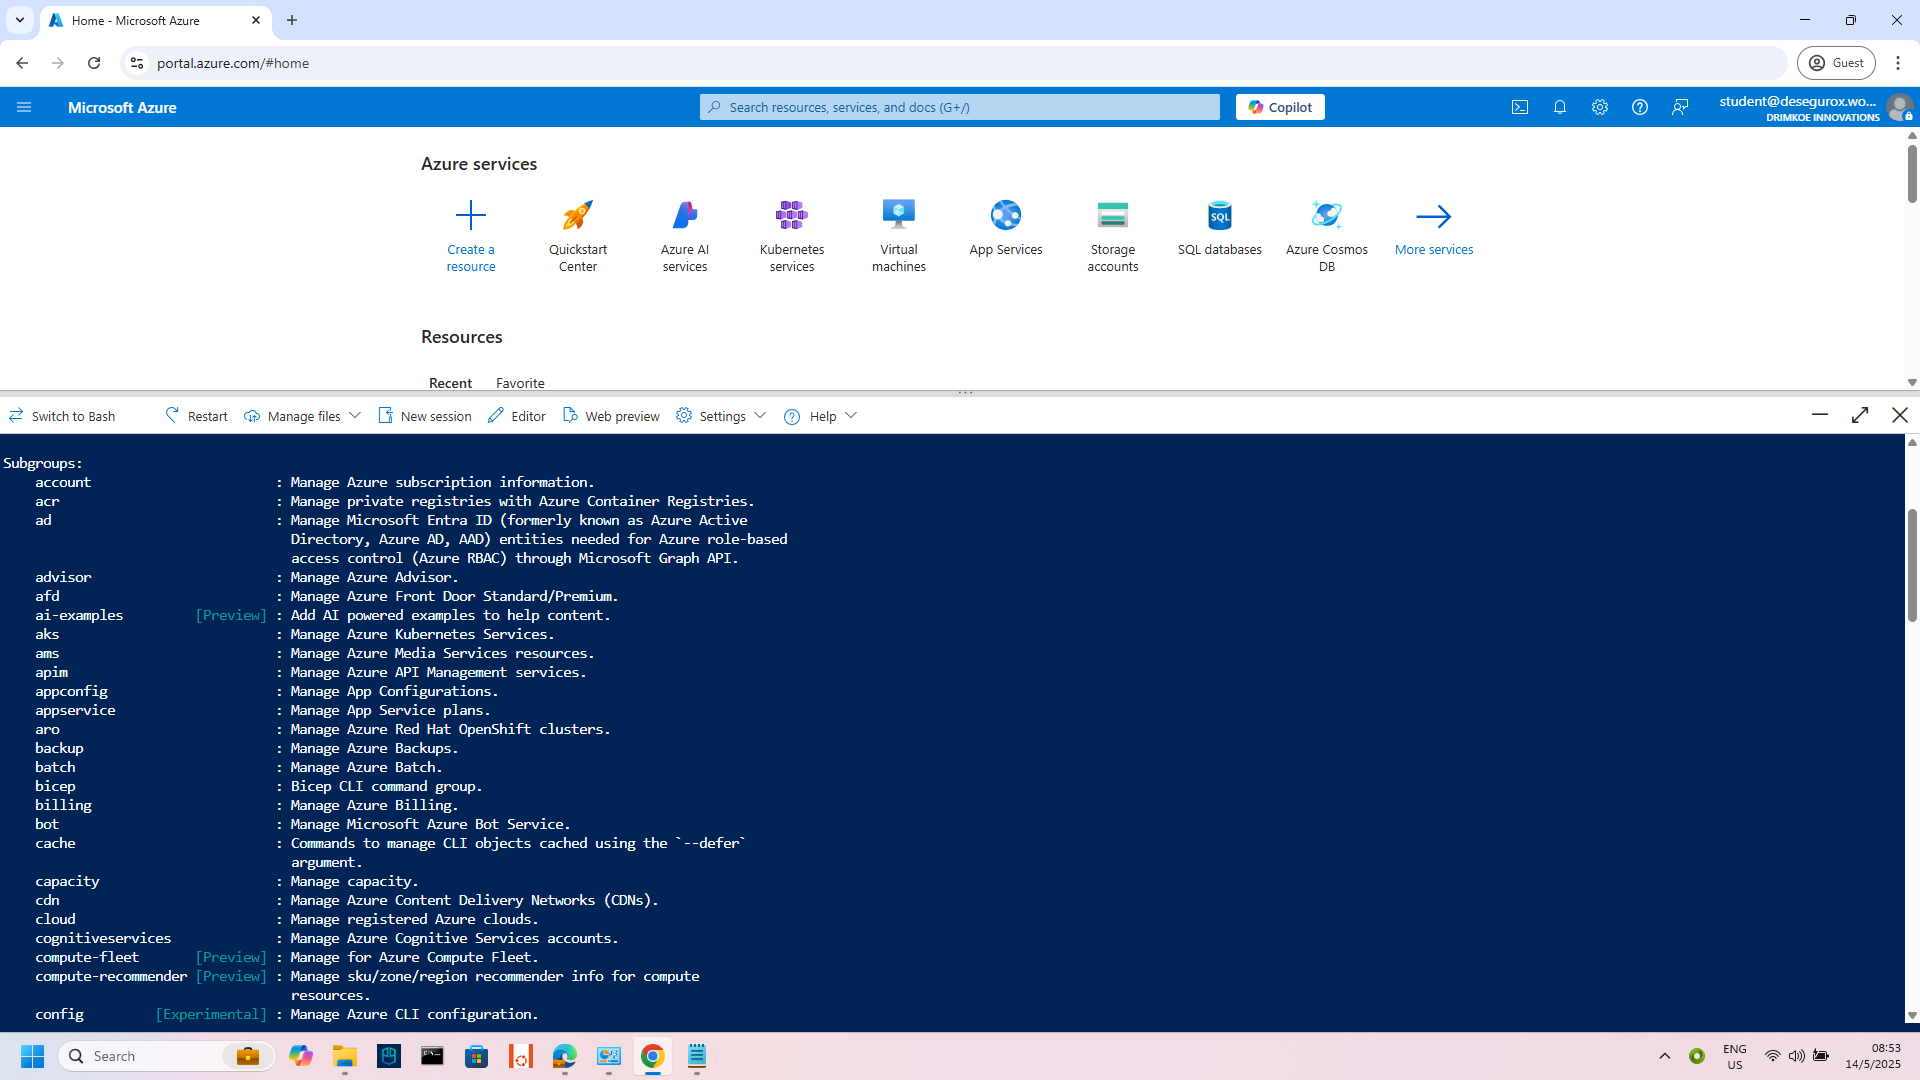 Home - Microsoft Azure
portal.azure.com/#home
Guest
Microsoft Azure
Search resources, services, and docs (G+/)
Copilot
student@desegurox.wo...
DRIMKOE INNOVATIONS
Azure services
Create a resource
Quickstart Center
Azure AI services
Kubernetes services
Virtual machines
App Services
Storage accounts
SQL
SQL databases
Azure Cosmos DB
More services
Resources
Recent Favorite
Switch to Bash Restart Manage files New session Editor Web preview Settings Help
Subgroups:
account : Manage Azure subscription information.
acr : Manage private registries with Azure Container Registries.
ad : Manage Microsoft Entra ID (formerly known as Azure Active
Directory, Azure AD, AAD) entities needed for Azure role-based
access control (Azure RBAC) through Microsoft Graph API.
advisor : Manage Azure Advisor.
afd : Manage Azure Front Door Standard/Premium.
ai-examples [Preview] : Add AI powered examples to help content.
aks : Manage Azure Kubernetes Services.
ams : Manage Azure Media Services resources.
apim : Manage Azure API Management services.
appconfig : Manage App Configurations.
appservice : Manage App Service plans.
aro : Manage Azure Red Hat OpenShift clusters.
backup : Manage Azure Backups.
batch : Manage Azure Batch.
bicep : Bicep CLI command group.
billing : Manage Azure Billing.
bot : Manage Microsoft Azure Bot Service.
cache : Commands to manage CLI objects cached using the `--defer`
argument.
capacity : Manage capacity.
cdn : Manage Azure Content Delivery Networks (CDNs).
cloud : Manage registered Azure clouds.
cognitiveservices : Manage Azure Cognitive Services accounts.
compute-fleet [Preview] : Manage for Azure Compute Fleet.
compute-recommender [Preview] : Manage sku/zone/region recommender info for compute
resources.
config [Experimental] : Manage Azure CLI configuration.
Search
ENG
US
08:53
14/5/2025